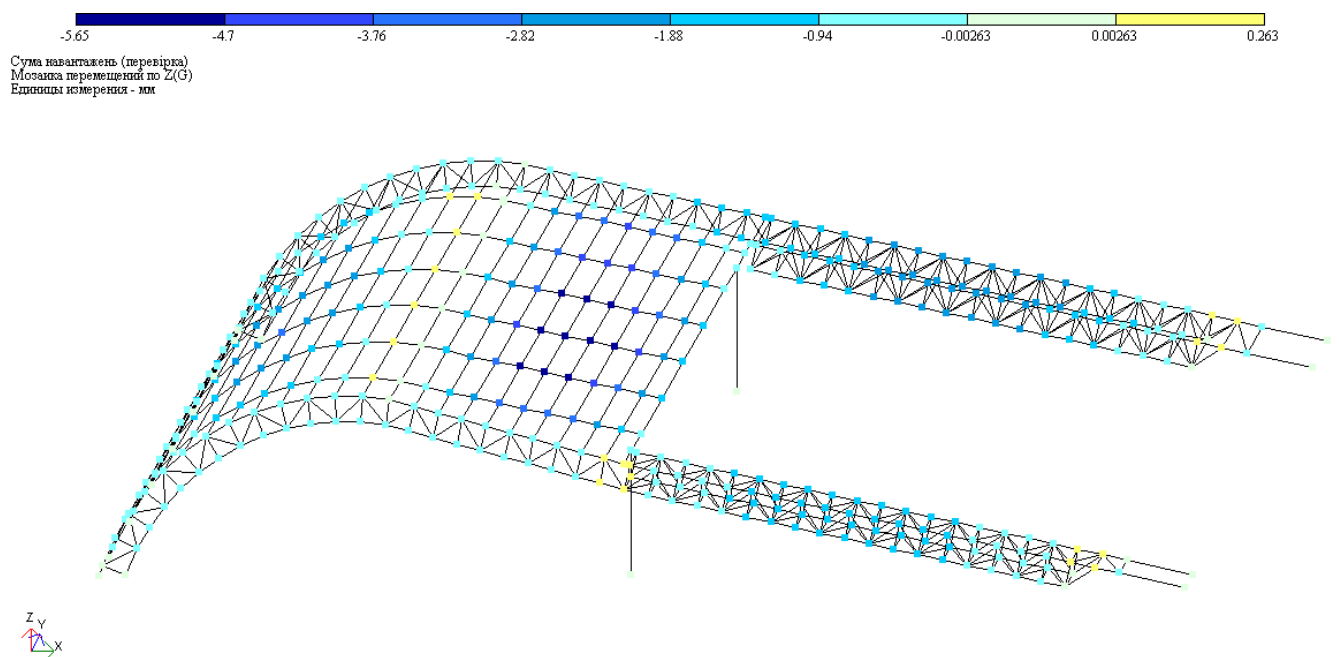 -5.65 -4.7 -3.76 -2.82 -1.88 -0.94 -0.00263 0.00263 0.263
Сума навантажень (перевірка)
Мозаика перемещений по Z(G)
Единицы измерения - мм
Z
Y
X